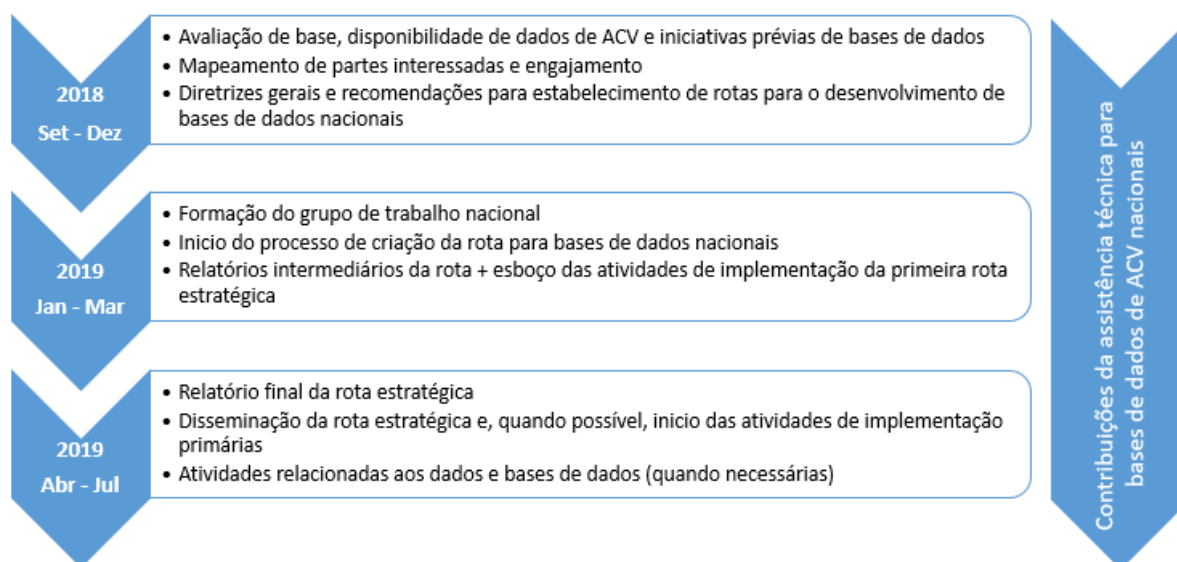 2018
Set - Dez
• Avaliação de base, disponibilidade de dados de ACV e iniciativas prévias de bases de dados
• Mapeamento de partes interessadas e engajamento
• Diretrizes gerais e recomendações para estabelecimento de rotas para o desenvolvimento de
bases de dados nacionais
2019
Jan - Mar
• Formação do grupo de trabalho nacional
• Inicio do processo de criação da rota para bases de dados nacionais
• Relatórios intermediários da rota + esboço das atividades de implementação da primeira rota
estratégica
2019
Abr - Jul
• Relatório final da rota estratégica
• Disseminação da rota estratégica e, quando possível, inicio das atividades de implementação
primárias
• Atividades relacionadas aos dados e bases de dados (quando necessárias)
Contribuições da assistência técnica para
bases de dados de ACV nacionais